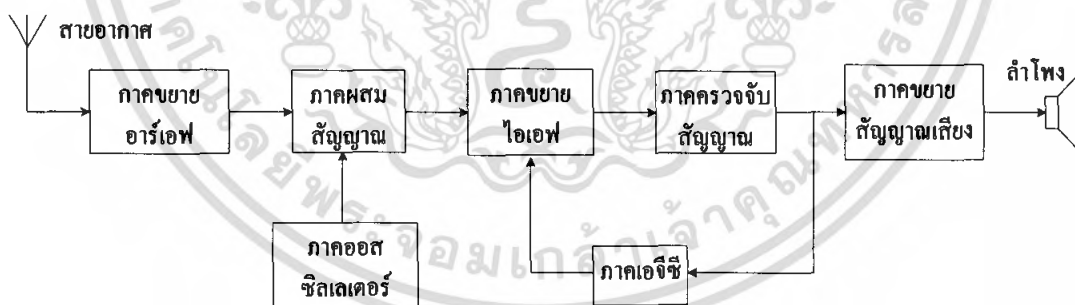 สายอากาศ
ภาคขยาย
อาร์เอฟ
ภาคผสม
สัญญาณ
ภาคขยาย
ไอเอฟ
ภาคครวจจับ
สัญญาณ
ภาคขยาย
สัญญาณเสียง
ลำโพง
ภาคออส
ซิลเลเตอร์
ภาคเอจีซี